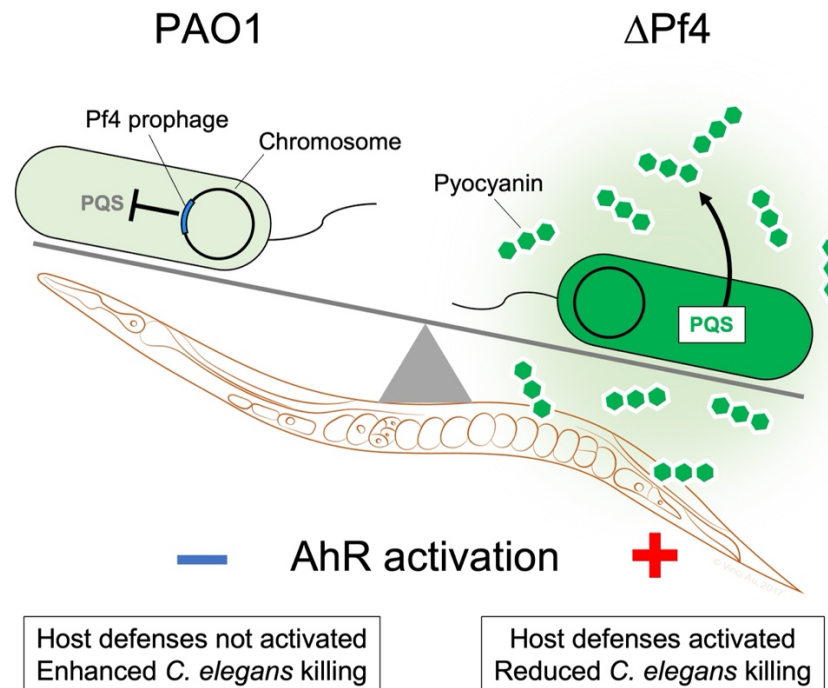 PAO1
ΔPf4
Pf4 prophage
Chromosome
PQS
Pyocyanin
PQS
AhR activation
Host defenses not activated
Enhanced C. elegans killing
Host defenses activated
Reduced C. elegans killing